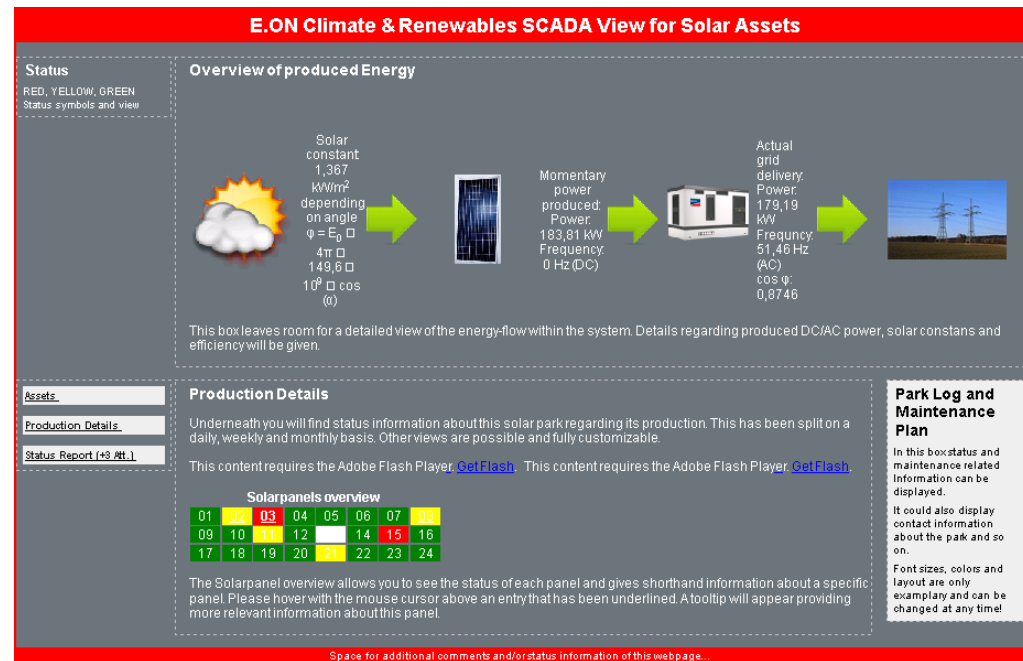 E.ON Climate & Renewables SCADA View for Solar Assets
Status
RED, YELLOW, GREEN
Status symbols and view
Overview of produced Energy
Solar
constant
1,367
kW/m²
depending
on angle
φ = E₀ □
4π □
149,6 □
10⁹ □ cos
(α)
Momentary
power
produced:
Power:
183,81 kW
Frequency:
0 Hz (DC)
Actual
grid
delivery:
Power:
179,19
kW
Frequncy:
51,46 Hz
(AC)
cos φ:
0,8746
This box leaves room for a detailed view of the energy-flow within the system. Details regarding produced DC/AC power, solar constans and
efficiency will be given.
Assets
Production Details
Status Report (+3 Att.)
Production Details
Underneath you will find status information about this solar park regarding its production. This has been split on a
daily, weekly and monthly basis. Other views are possible and fully customizable.
This content requires the Adobe Flash Player. Get Flash. This content requires the Adobe Flash Player. Get Flash.
Solarpanels overview
01 02 03 04 05 06 07 08
09 10 11 12 14 15 16
17 18 19 20 21 22 23 24
The Solarpanel overview allows you to see the status of each panel and gives shorthand information about a specific
panel. Please hover with the mouse cursor above an entry that has been underlined. A tooltip will appear providing
more relevant information about this panel.
Park Log and
Maintenance
Plan
In this box status and
maintenance related
Information can be
displayed.
It could also display
contact information
about the park and so
on.
Font sizes, colors and
layout are only
examplary and can be
changed at any time!
Space for additional comments and/or status information of this webpage...